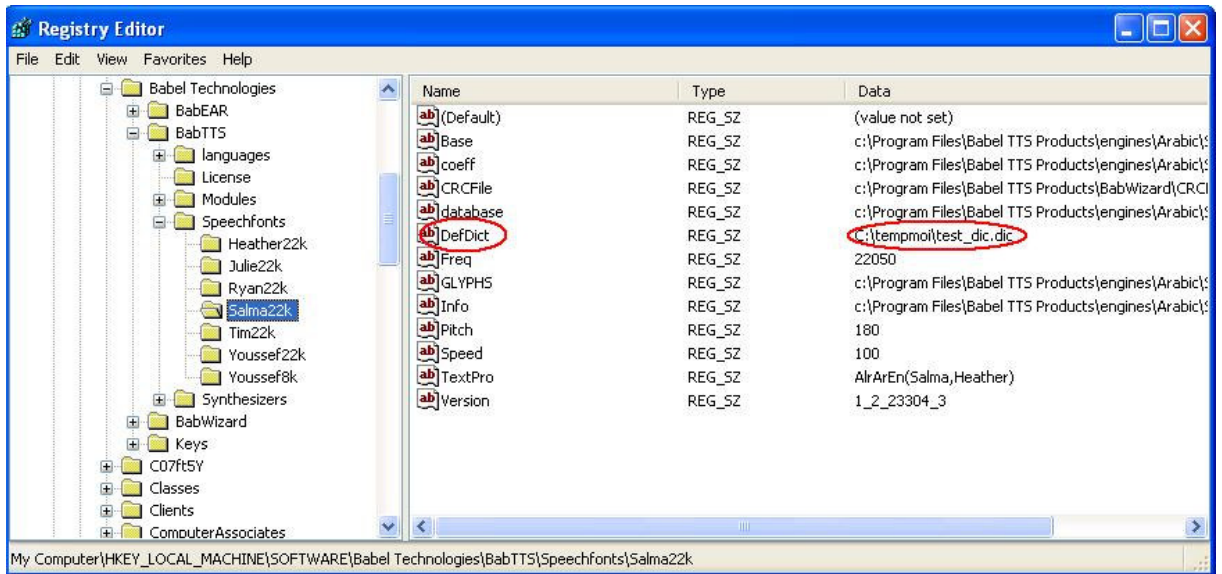 Registry Editor
File Edit View Favorites Help
Babel Technologies
BabEAR
BabTTS
languages
License
Modules
Speechfonts
Heather22k
Julie22k
Ryan22k
Salma22k
Tim22k
Youssef22k
Youssef8k
Synthesizers
BabWizard
Keys
C07ft5Y
Classes
Clients
ComputerAssociates
Name Type Data
(Default) REG_SZ (value not set)
Base REG_SZ c:\Program Files\Babel TTS Products\engines\Arabic\
coeff REG_SZ c:\Program Files\Babel TTS Products\engines\Arabic\
CRCFile REG_SZ c:\Program Files\Babel TTS Products\BabWizard\CRC
database REG_SZ c:\Program Files\Babel TTS Products\engines\Arabic\
DefDict REG_SZ C:\tempmoi\test_dic.dic
Freq REG_SZ 22050
GLYPHS REG_SZ c:\Program Files\Babel TTS Products\engines\Arabic\
Info REG_SZ c:\Program Files\Babel TTS Products\engines\Arabic\
Pitch REG_SZ 180
Speed REG_SZ 100
TextPro REG_SZ AlrArEn(Salma,Heather)
Version REG_SZ 1_2_23304_3
My Computer\HKEY_LOCAL_MACHINE\SOFTWARE\Babel Technologies\BabTTS\Speechfonts\Salma22k